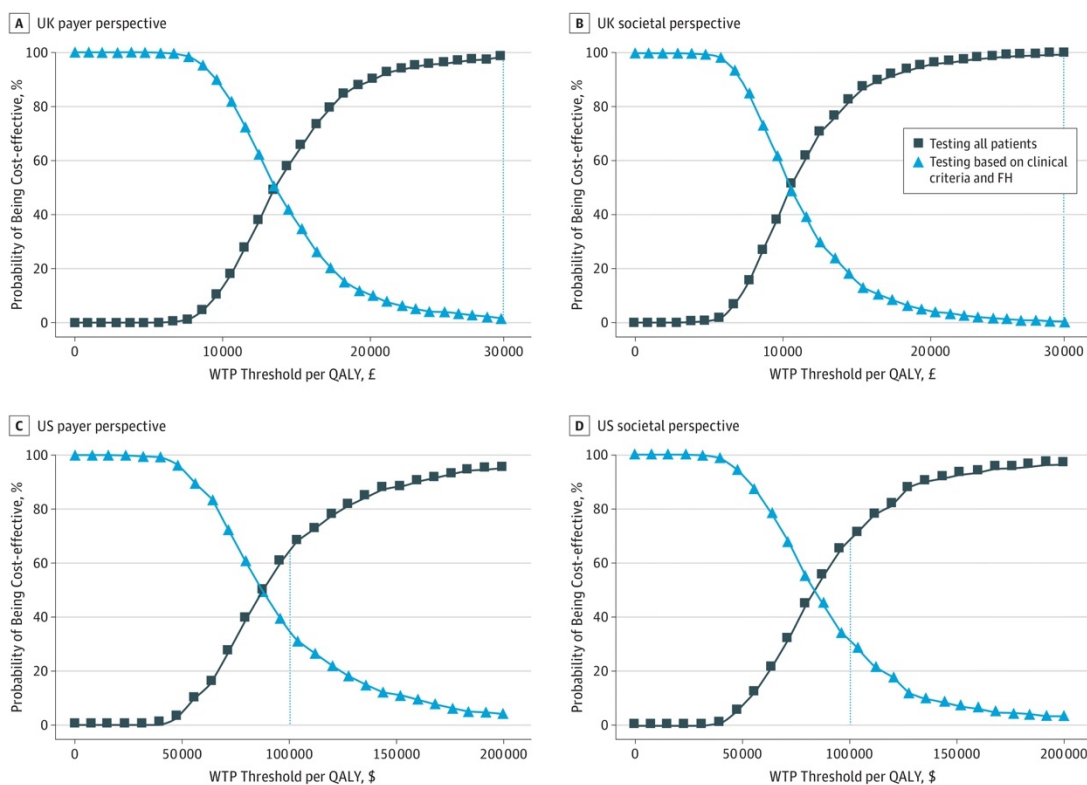 A UK payer perspective
100
80
60
40
20
0
Probability of Being Cost-effective, %
0 10000 20000 30000
WTP Threshold per QALY, £
B UK societal perspective
100
80
60
40
20
0
Probability of Being Cost-effective, %
Testing all patients
Testing based on clinical
criteria and FH
0 10000 20000 30000
WTP Threshold per QALY, £
C US payer perspective
100
80
60
40
20
0
Probability of Being Cost-effective, %
0 50000 100000 150000 200000
WTP Threshold per QALY, $
D US societal perspective
100
80
60
40
20
0
Probability of Being Cost-effective, %
0 50000 100000 150000 200000
WTP Threshold per QALY, $